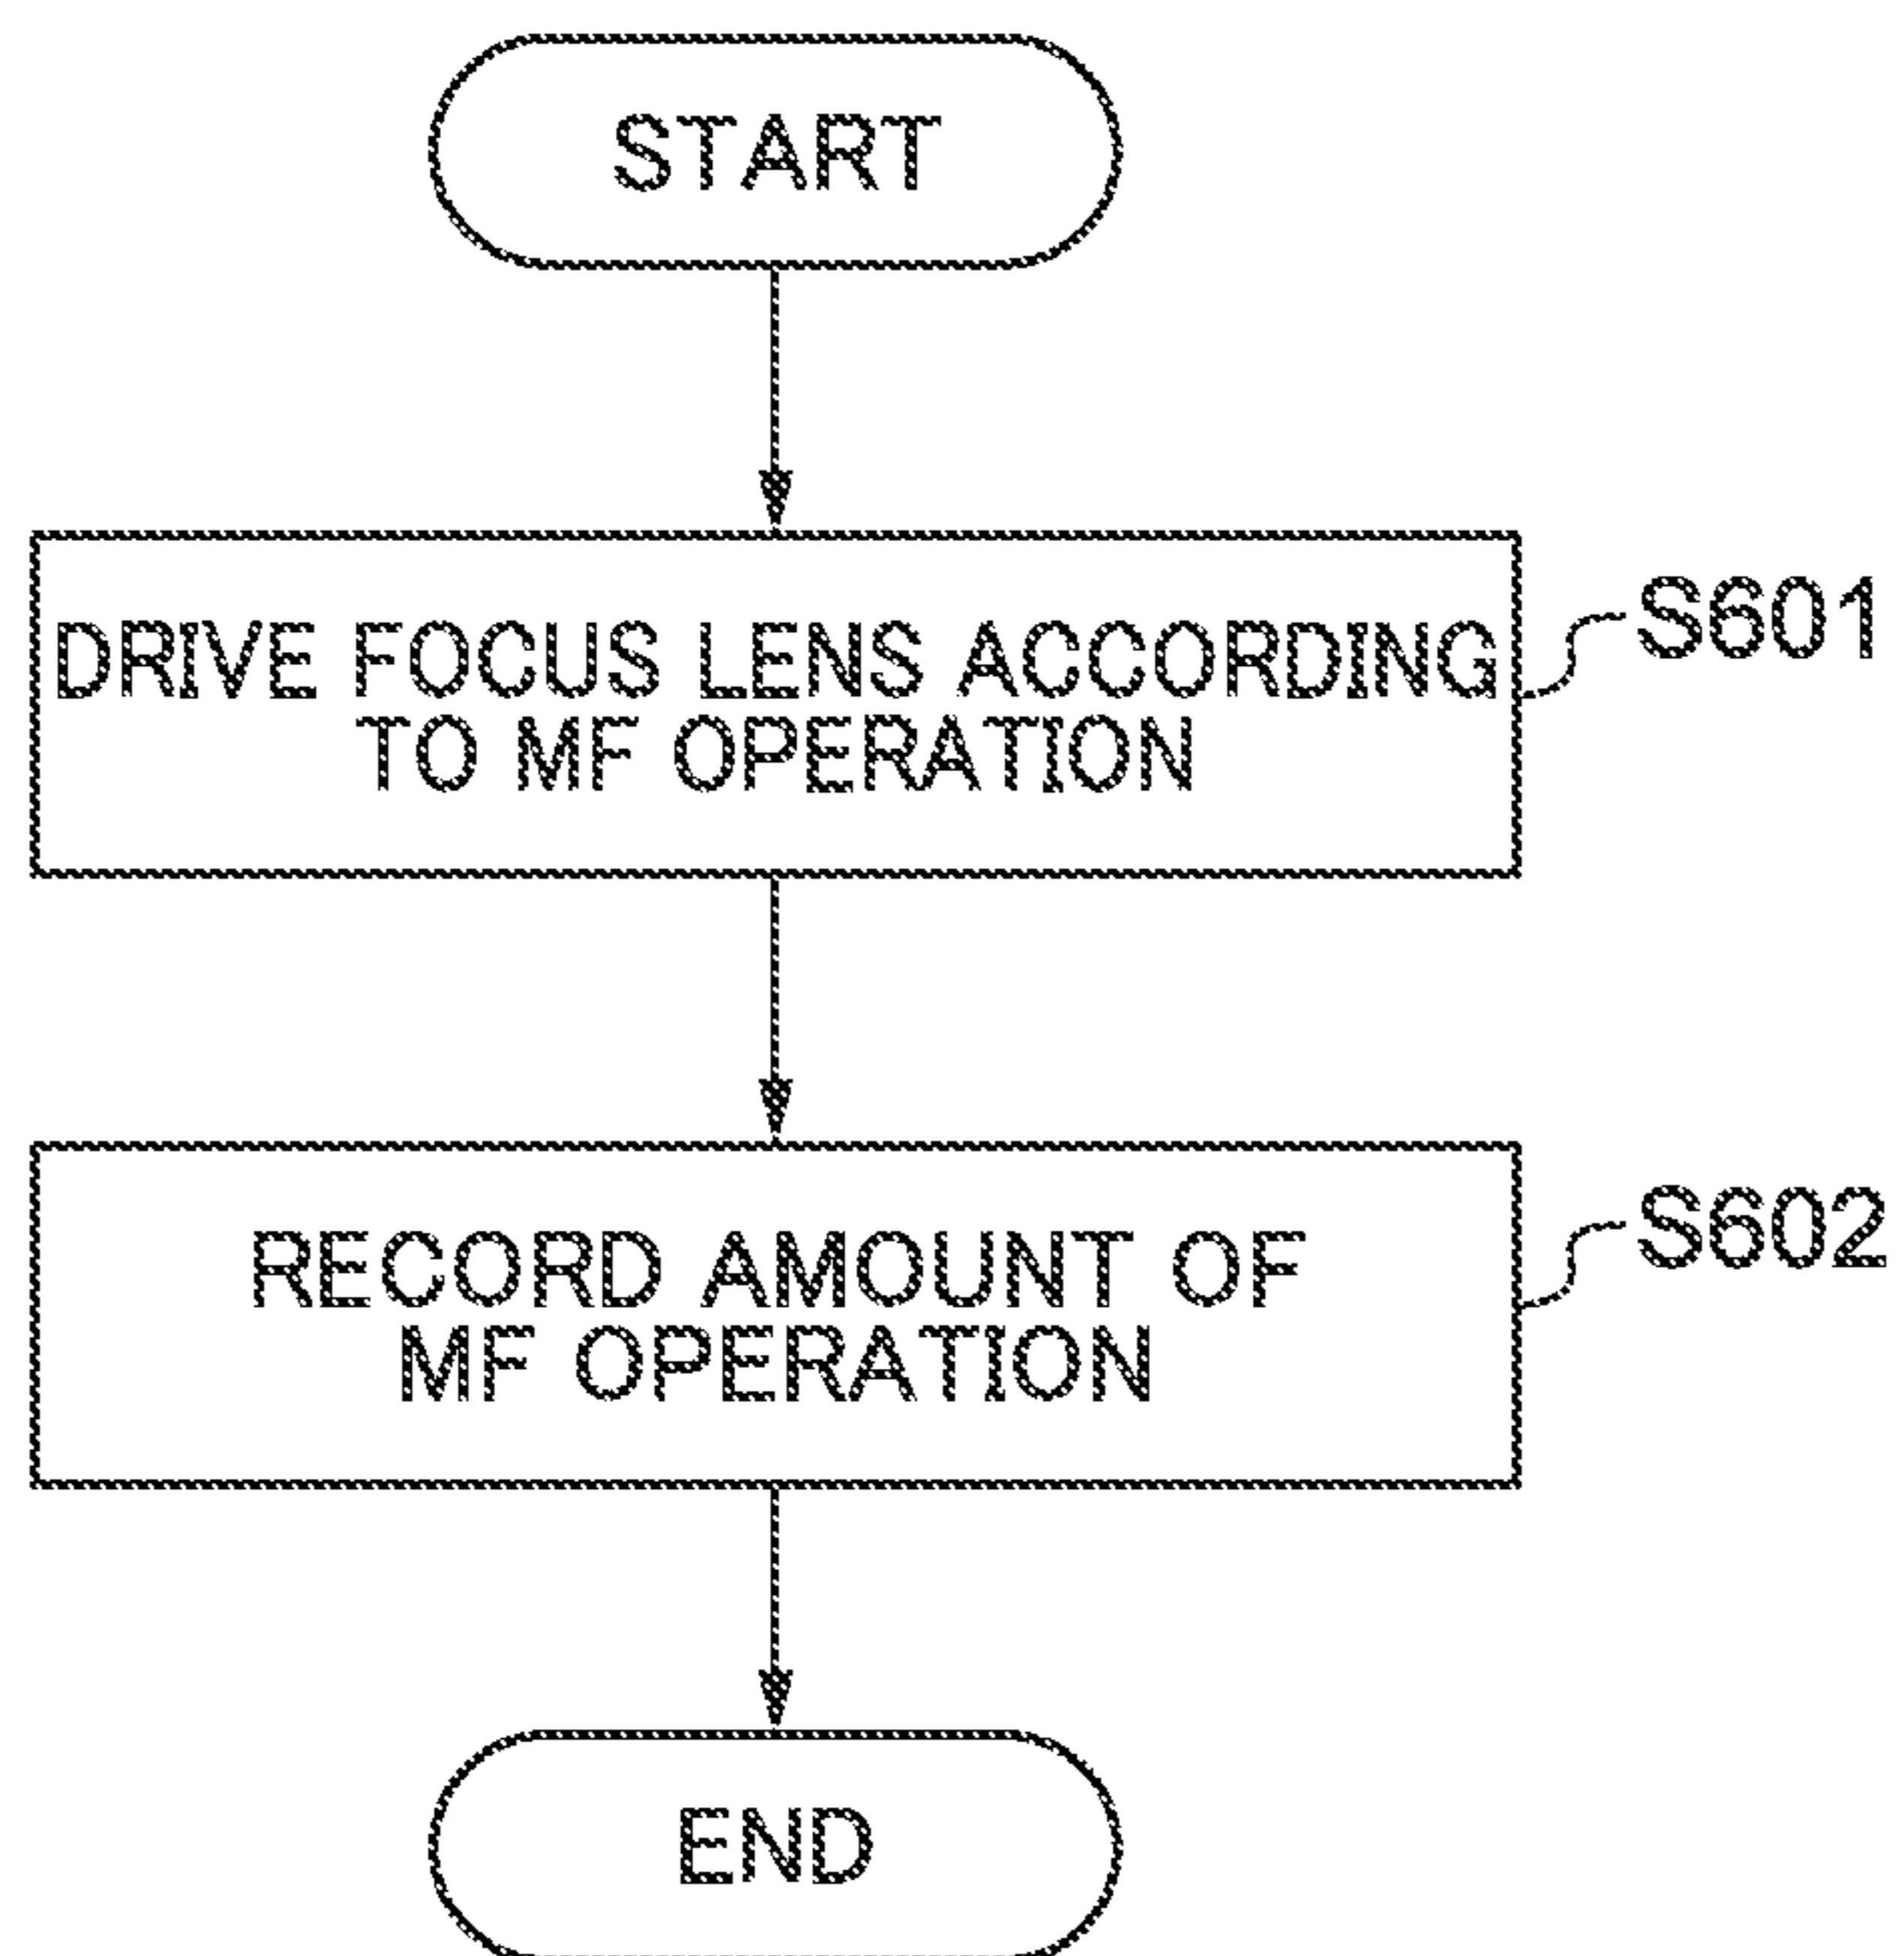 START
DRIVE FOCUS LENS ACCORDING
TO MF OPERATION
S601
RECORD AMOUNT OF
MF OPERATION
S602
END